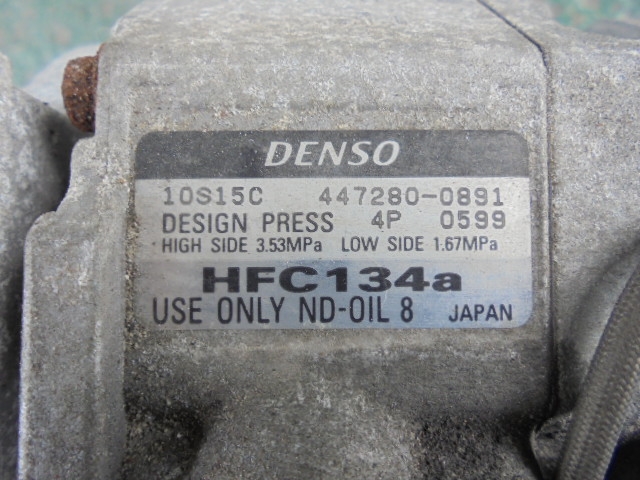 DENSO
10S15C 447280-0891
DESIGN PRESS 4P 0599
HIGH SIDE 3.53MPa LOW SIDE 1.67MPa
HFC134a
USE ONLY ND-OIL 8 JAPAN